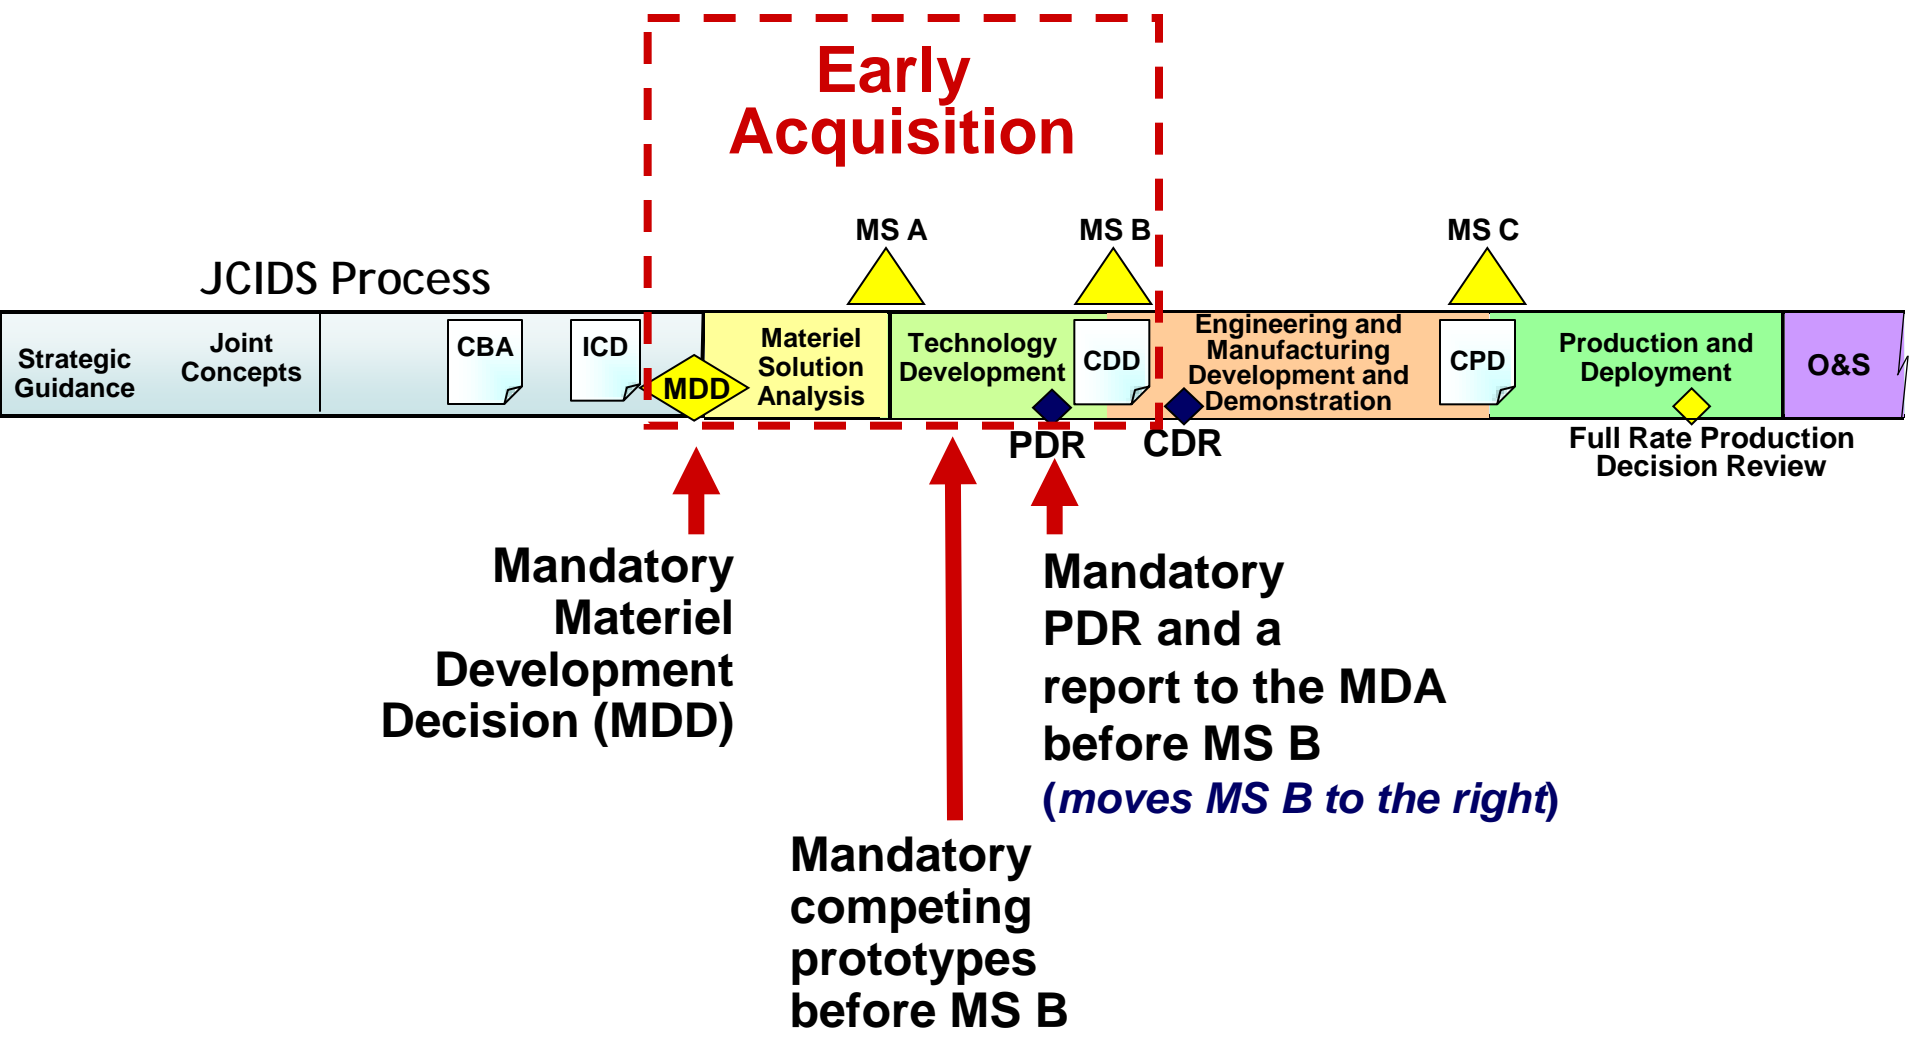 Early
Acquisition
MS A
MS B
MS C
JCIDS Process
Strategic
Guidance
Joint
Concepts
CBA
ICD
MDD
Materiel
Solution
Analysis
Technology
Development
CDD
Engineering and
Manufacturing
Development and
Demonstration
CPD
Production and
Deployment
O&S
PDR
CDR
Full Rate Production
Decision Review
Mandatory
Materiel
Development
Decision (MDD)
Mandatory
PDR and a
report to the MDA
before MS B
(moves MS B to the right)
Mandatory
competing
prototypes
before MS B